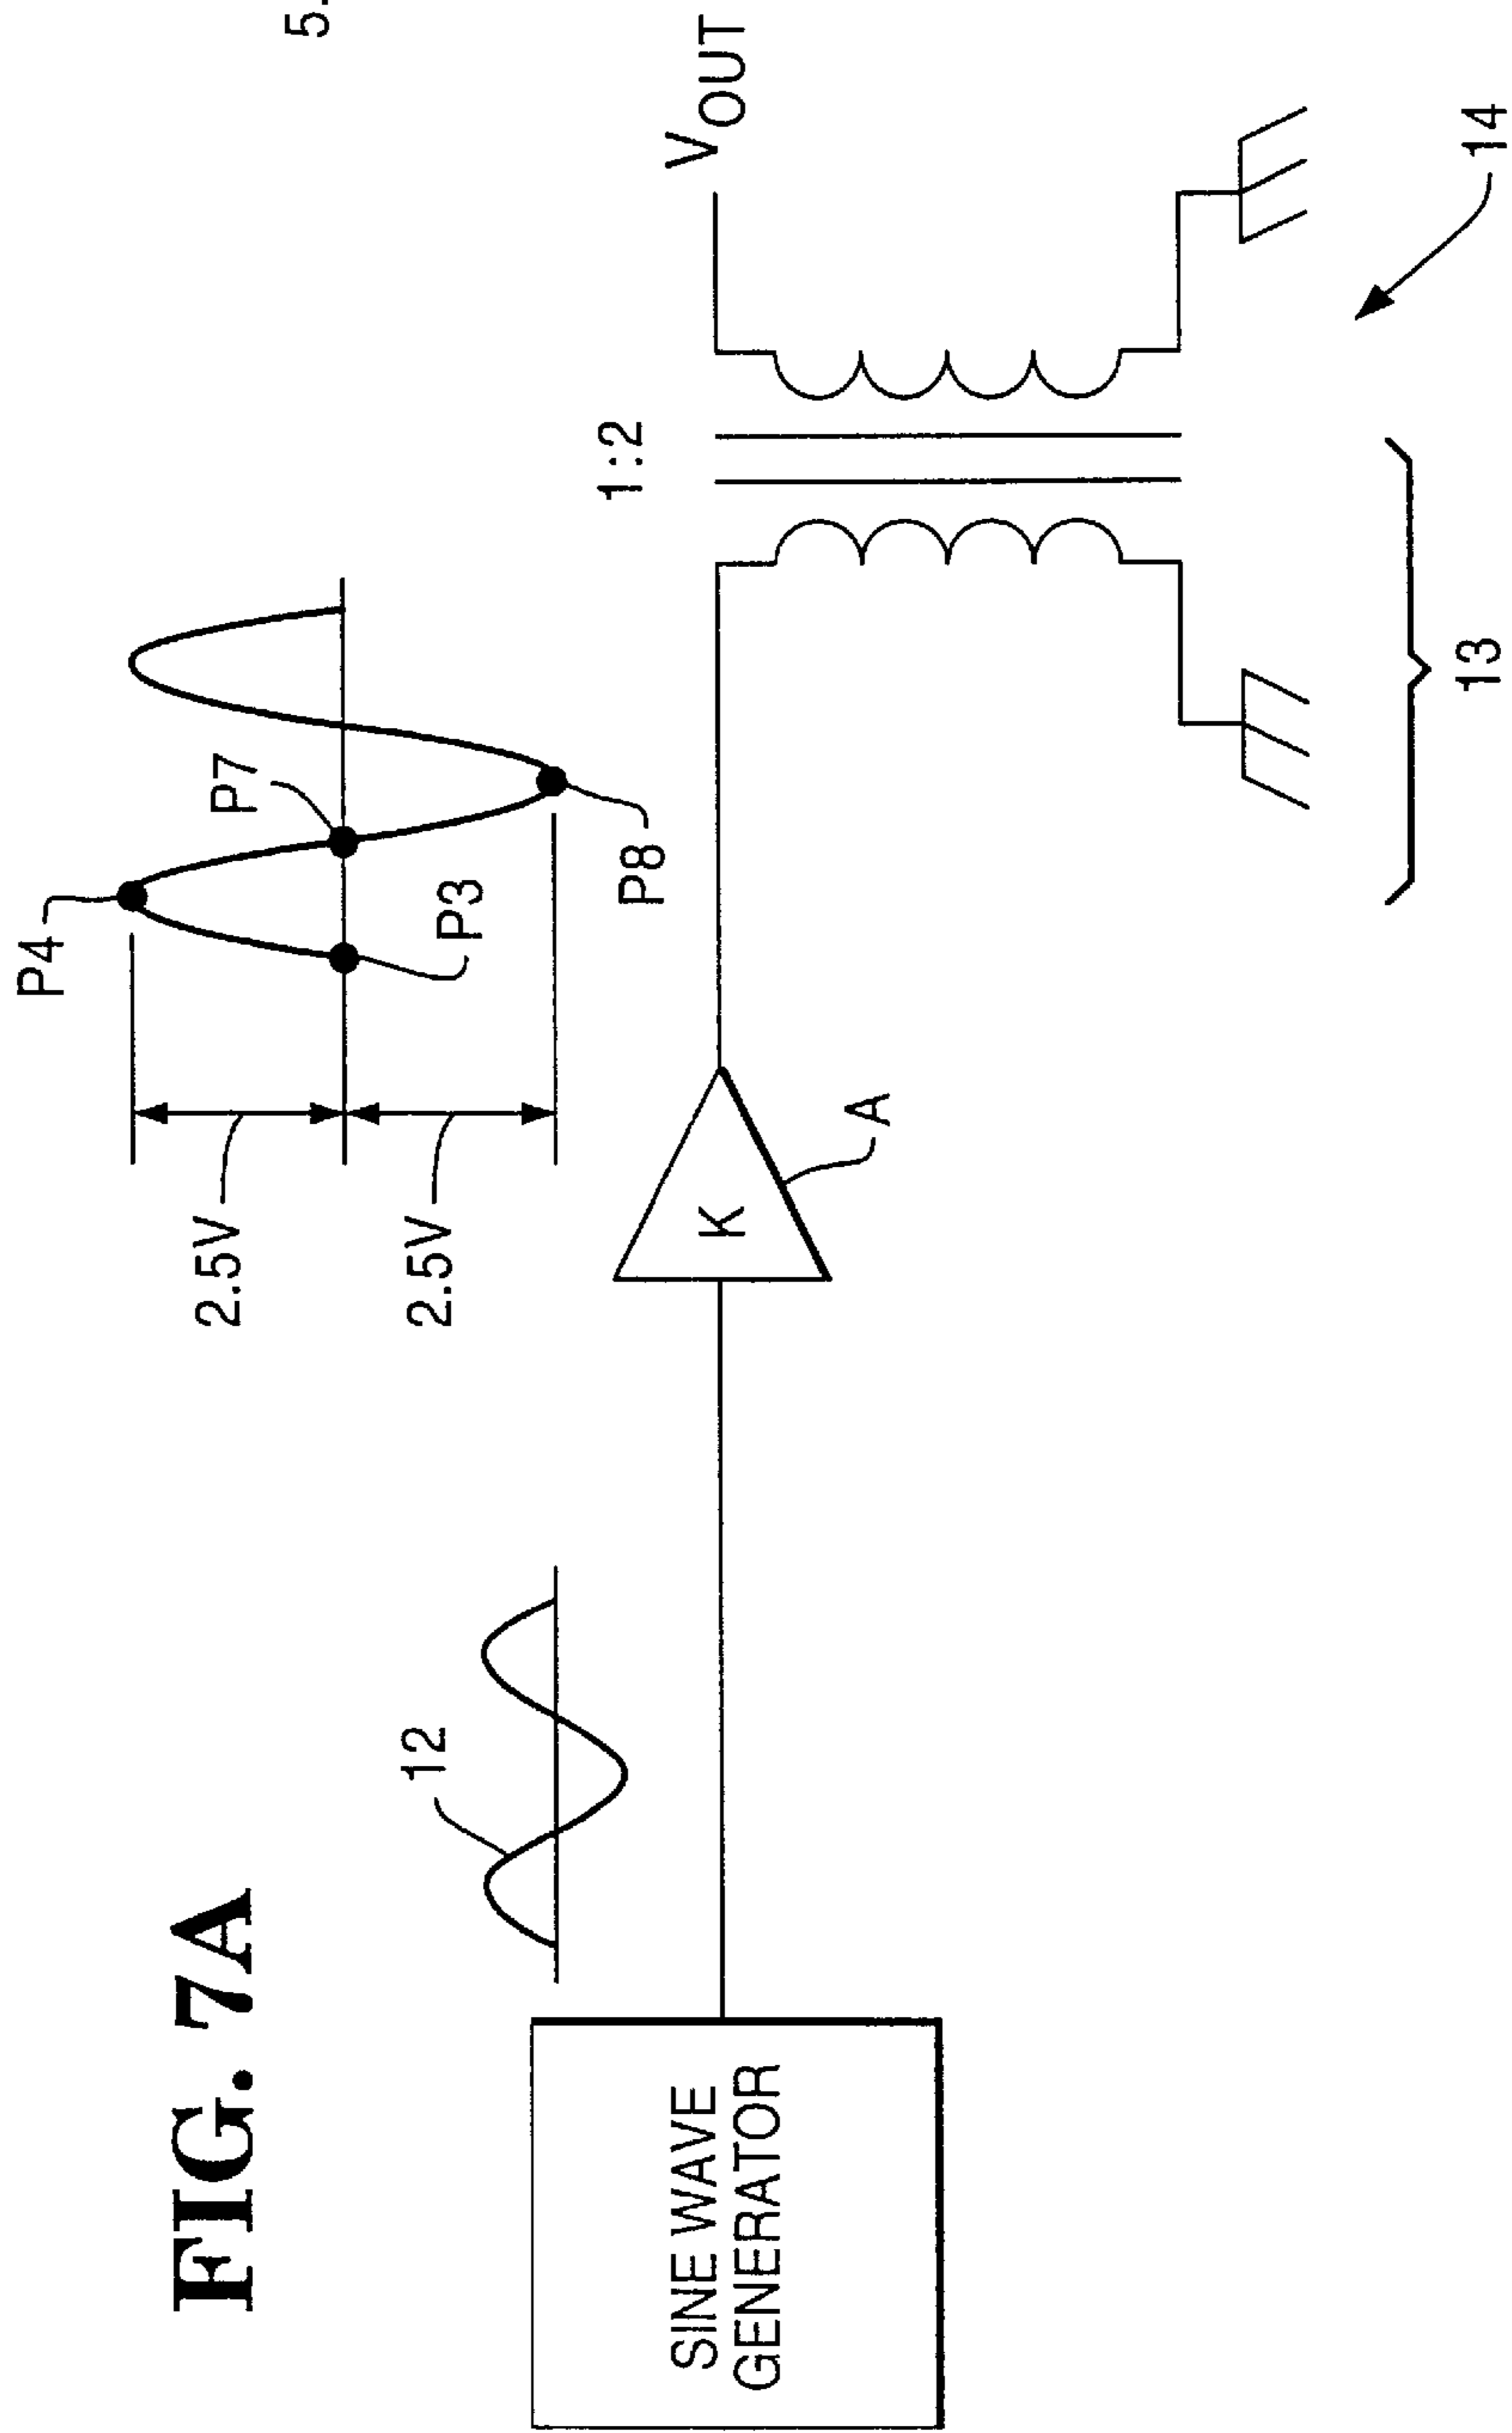 FIG. 7A
5.
P4
P7
P3
P8
2.5V
2.5V
12
1:2
VOUT
SINE WAVE
GENERATOR
K
A
13
14